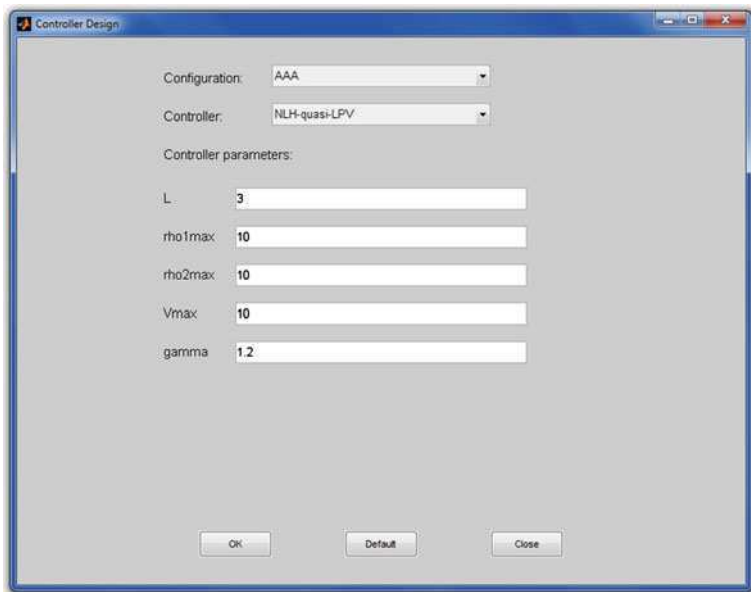 Controller Design
Configuration: AAA
Controller: NLH-quasi-LPV
Controller parameters:
L 3
rho1max 10
rho2max 10
Vmax 10
gamma 1.2
OK Default Close